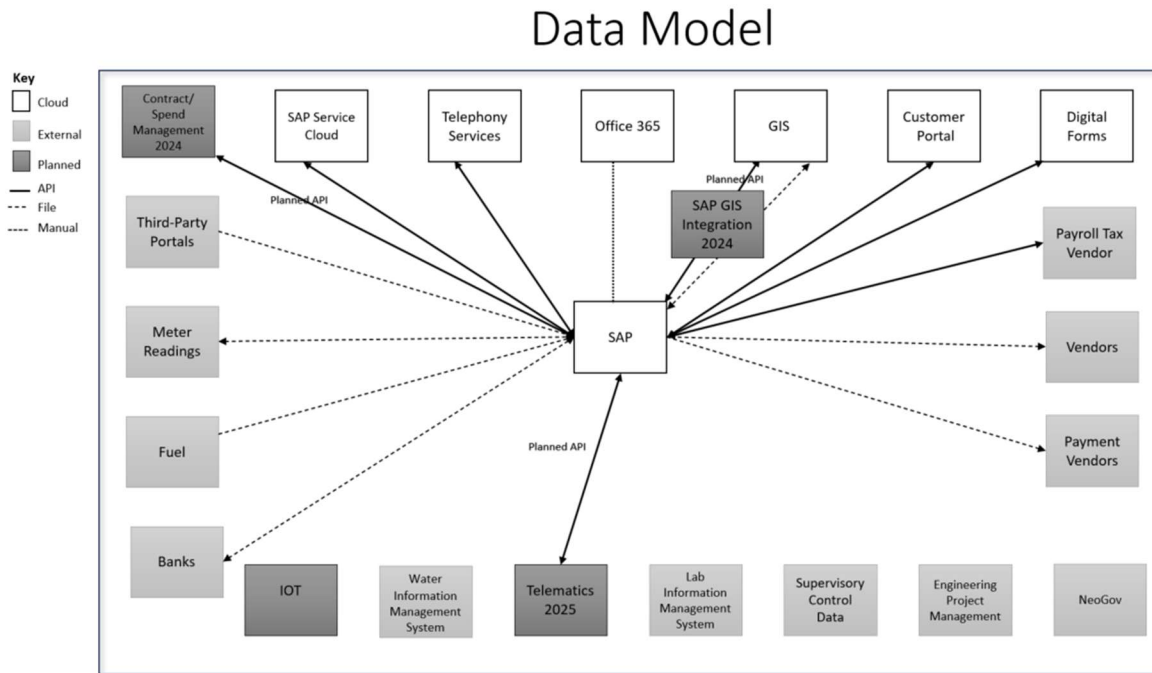 Data Model
Key
Cloud
External
Planned
API
File
Manual
Contract/
Spend
Management
2024
SAP Service
Cloud
Telephony
Services
Office 365
GIS
Customer
Portal
Digital
Forms
Planned API
Planned API
SAP GIS
Integration
2024
Third-Party
Portals
Payroll Tax
Vendor
Meter
Readings
SAP
Vendors
Fuel
Planned API
Payment
Vendors
Banks
IOT
Water
Information
Management
System
Telematics
2025
Lab
Information
Management
System
Supervisory
Control
Data
Engineering
Project
Management
NeoGov